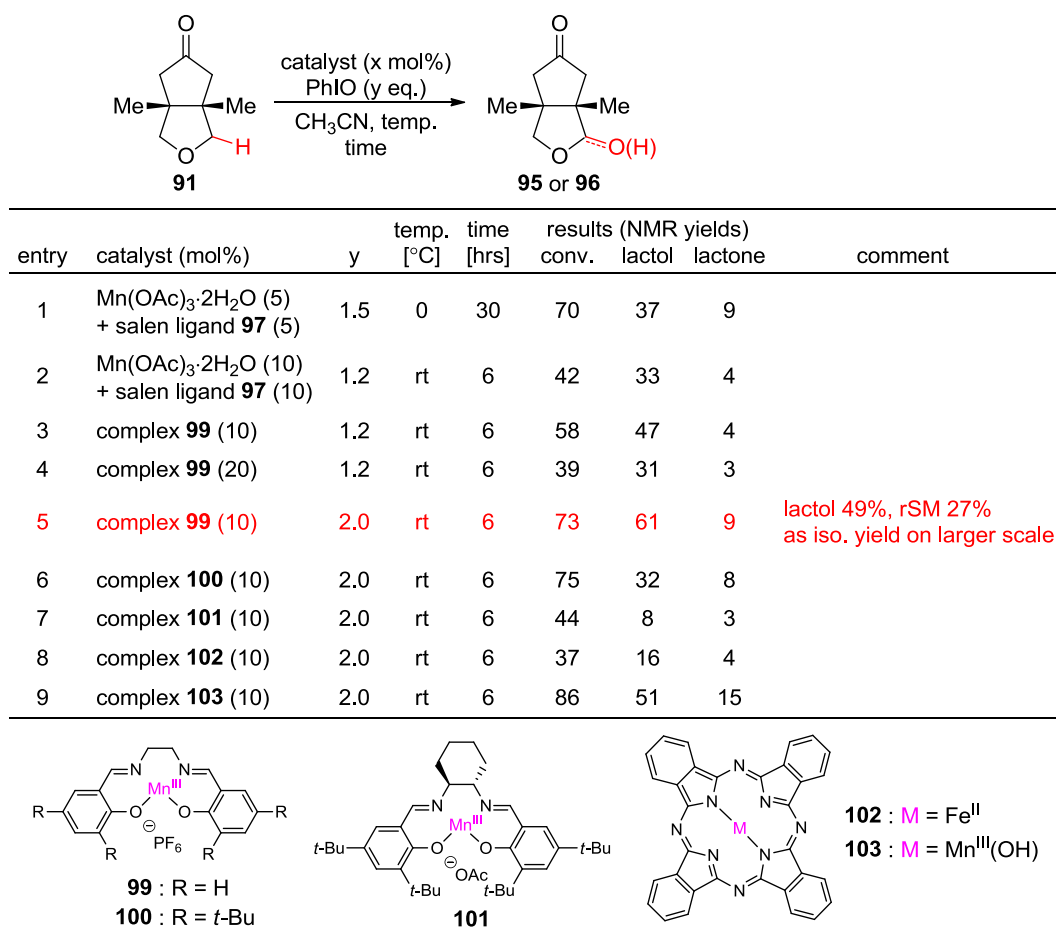 O
catalyst (x mol%)
PhIO (y eq.)
CH₃CN, temp.
time
Me
Me
O
H
91
O
Me
Me
O
O(H)
95 or 96
entry catalyst (mol%) y temp. [°C] time [hrs] results (NMR yields) conv. lactol lactone comment
1 Mn(OAc)₃·2H₂O (5) + salen ligand 97 (5) 1.5 0 30 70 37 9
2 Mn(OAc)₃·2H₂O (10) + salen ligand 97 (10) 1.2 rt 6 42 33 4
3 complex 99 (10) 1.2 rt 6 58 47 4
4 complex 99 (20) 1.2 rt 6 39 31 3
5 complex 99 (10) 2.0 rt 6 73 61 9 lactol 49%, rSM 27% as iso. yield on larger scale
6 complex 100 (10) 2.0 rt 6 75 32 8
7 complex 101 (10) 2.0 rt 6 44 8 3
8 complex 102 (10) 2.0 rt 6 37 16 4
9 complex 103 (10) 2.0 rt 6 86 51 15
=N N=
Mn^III
R O O R
⊖
PF₆
R R
99 : R = H
100 : R = t-Bu
=N N=
Mn^III
t-Bu O O t-Bu
⊖
OAc
t-Bu t-Bu
101
N N
N N
M
N N
N N
102 : M = Fe^II
103 : M = Mn^III(OH)